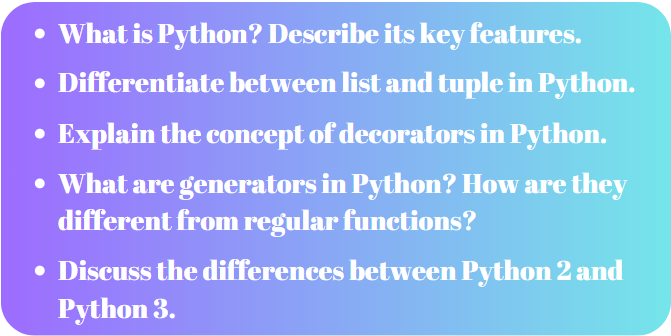 • What is Python? Describe its key features.
• Differentiate between list and tuple in Python.
• Explain the concept of decorators in Python.
• What are generators in Python? How are they
different from regular functions?
• Discuss the differences between Python 2 and
Python 3.